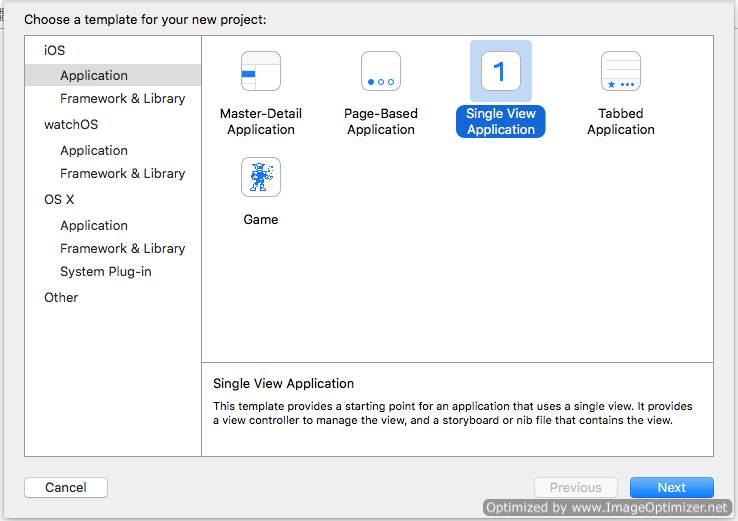 Choose a template for your new project:
iOS
Application
Framework & Library
watchOS
Application
Framework & Library
OS X
Application
Framework & Library
System Plug-in
Other
Master-Detail
Application
Page-Based
Application
1
Single View
Application
Tabbed
Application
Game
Single View Application
This template provides a starting point for an application that uses a single view. It provides
a view controller to manage the view, and a storyboard or nib file that contains the view.
Cancel
Previous
Next
Optimized by www.ImageOptimizer.net